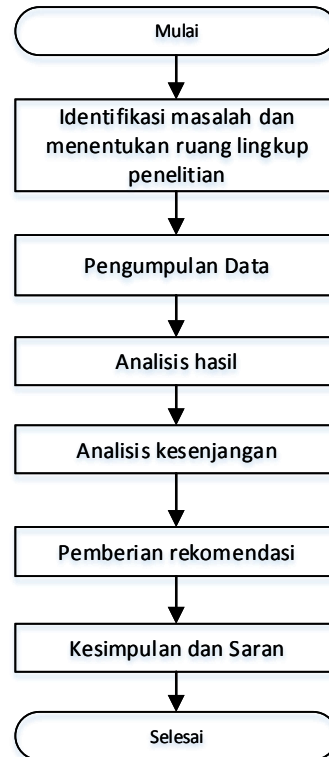 Mulai
Identifikasi masalah dan
menentukan ruang lingkup
penelitian
Pengumpulan Data
Analisis hasil
Analisis kesenjangan
Pemberian rekomendasi
Kesimpulan dan Saran
Selesai